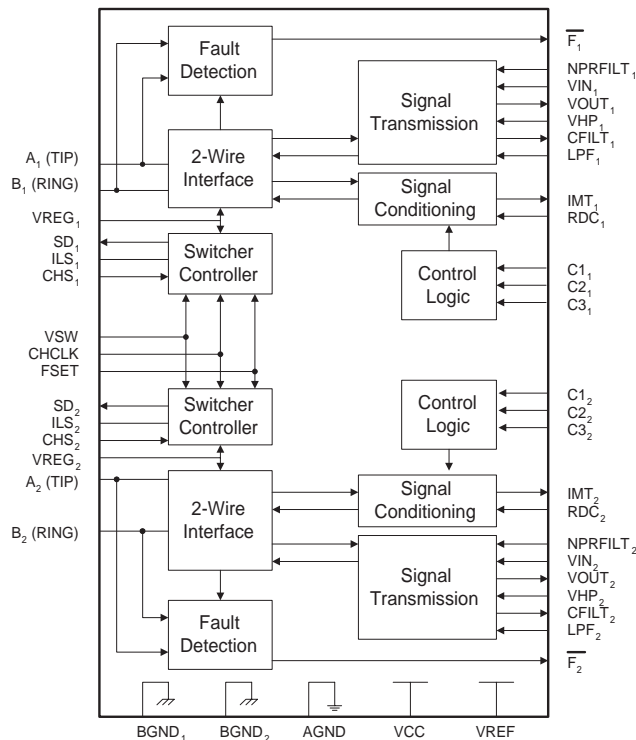 Fault
Detection
F₁
Signal
Transmission
NPRFILT₁
VIN₁
VOUT₁
VHP₁
CFILT₁
LPF₁
A₁ (TIP)
B₁ (RING)
2-Wire
Interface
VREG₁
Signal
Conditioning
IMT₁
RDC₁
SD₁
ILS₁
CHS₁
Switcher
Controller
Control
Logic
C1₁
C2₁
C3₁
VSW
CHCLK
FSET
SD₂
ILS₂
CHS₂
Switcher
Controller
Control
Logic
C1₂
C2₂
C3₂
VREG₂
A₂ (TIP)
B₂ (RING)
2-Wire
Interface
Signal
Conditioning
IMT₂
RDC₂
Signal
Transmission
NPRFILT₂
VIN₂
VOUT₂
VHP₂
CFILT₂
LPF₂
Fault
Detection
F₂
BGND₁ BGND₂ AGND VCC VREF